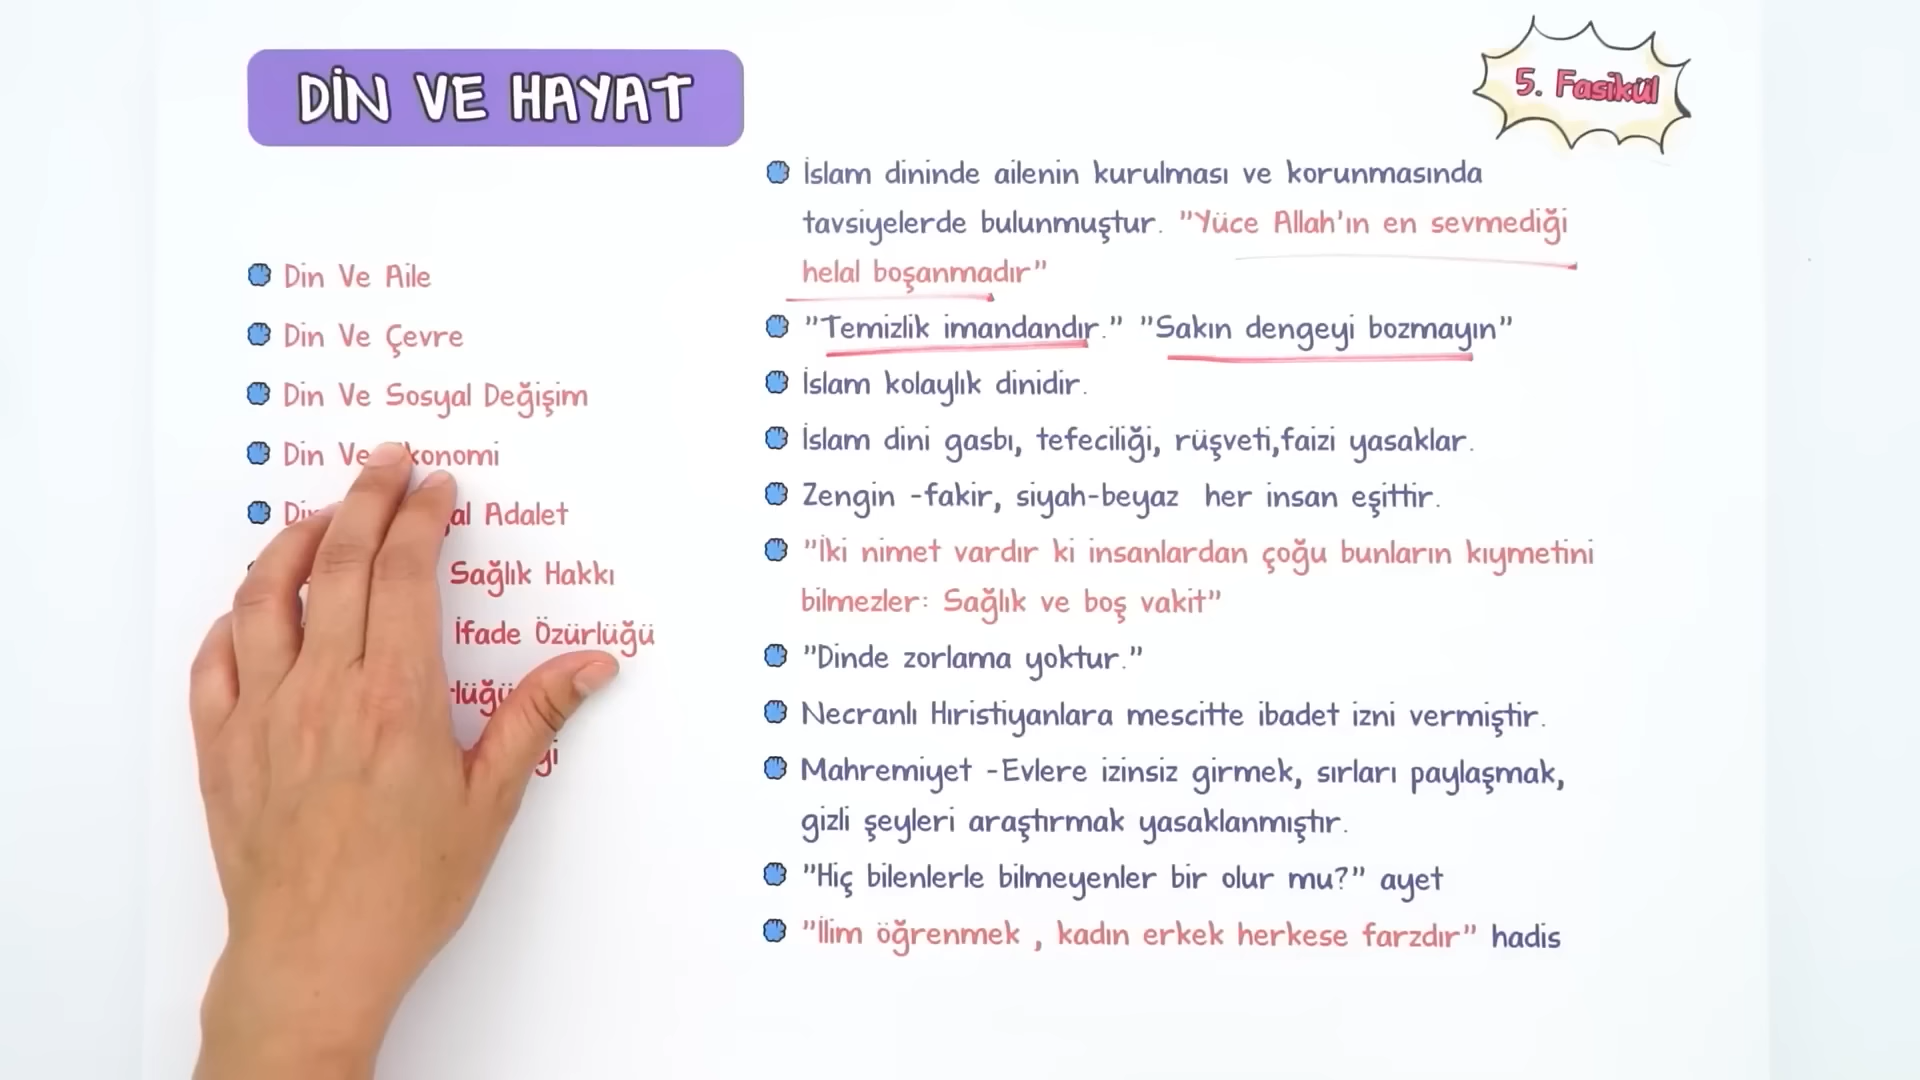 DİN VE HAYAT
5. Fasikül
Din Ve Aile
Din Ve Çevre
Din Ve Sosyal Değişim
Din Ve
Adalet
Sağlık Hakkı
İfade Özürlüğü
İslam dininde ailenin kurulması ve korunmasında
tavsiyelerde bulunmuştur. "Yüce Allah'ın en sevmediği
helal boşanmadır"
"Temizlik imandandır." "Sakın dengeyi bozmayın"
İslam kolaylık dinidir.
İslam dini gasbı, tefeciliği, rüşveti,faizi yasaklar.
Zengin -fakir, siyah-beyaz her insan eşittir.
"İki nimet vardır ki insanlardan çoğu bunların kıymetini
bilmezler: Sağlık ve boş vakit"
"Dinde zorlama yoktur."
Necranlı Hıristiyanlara mescitte ibadet izni vermiştir.
Mahremiyet -Evlere izinsiz girmek, sırları paylaşmak,
gizli şeyleri araştırmak yasaklanmıştır.
"Hiç bilenlerle bilmeyenler bir olur mu?" ayet
"İlim öğrenmek , kadın erkek herkese farzdır" hadis